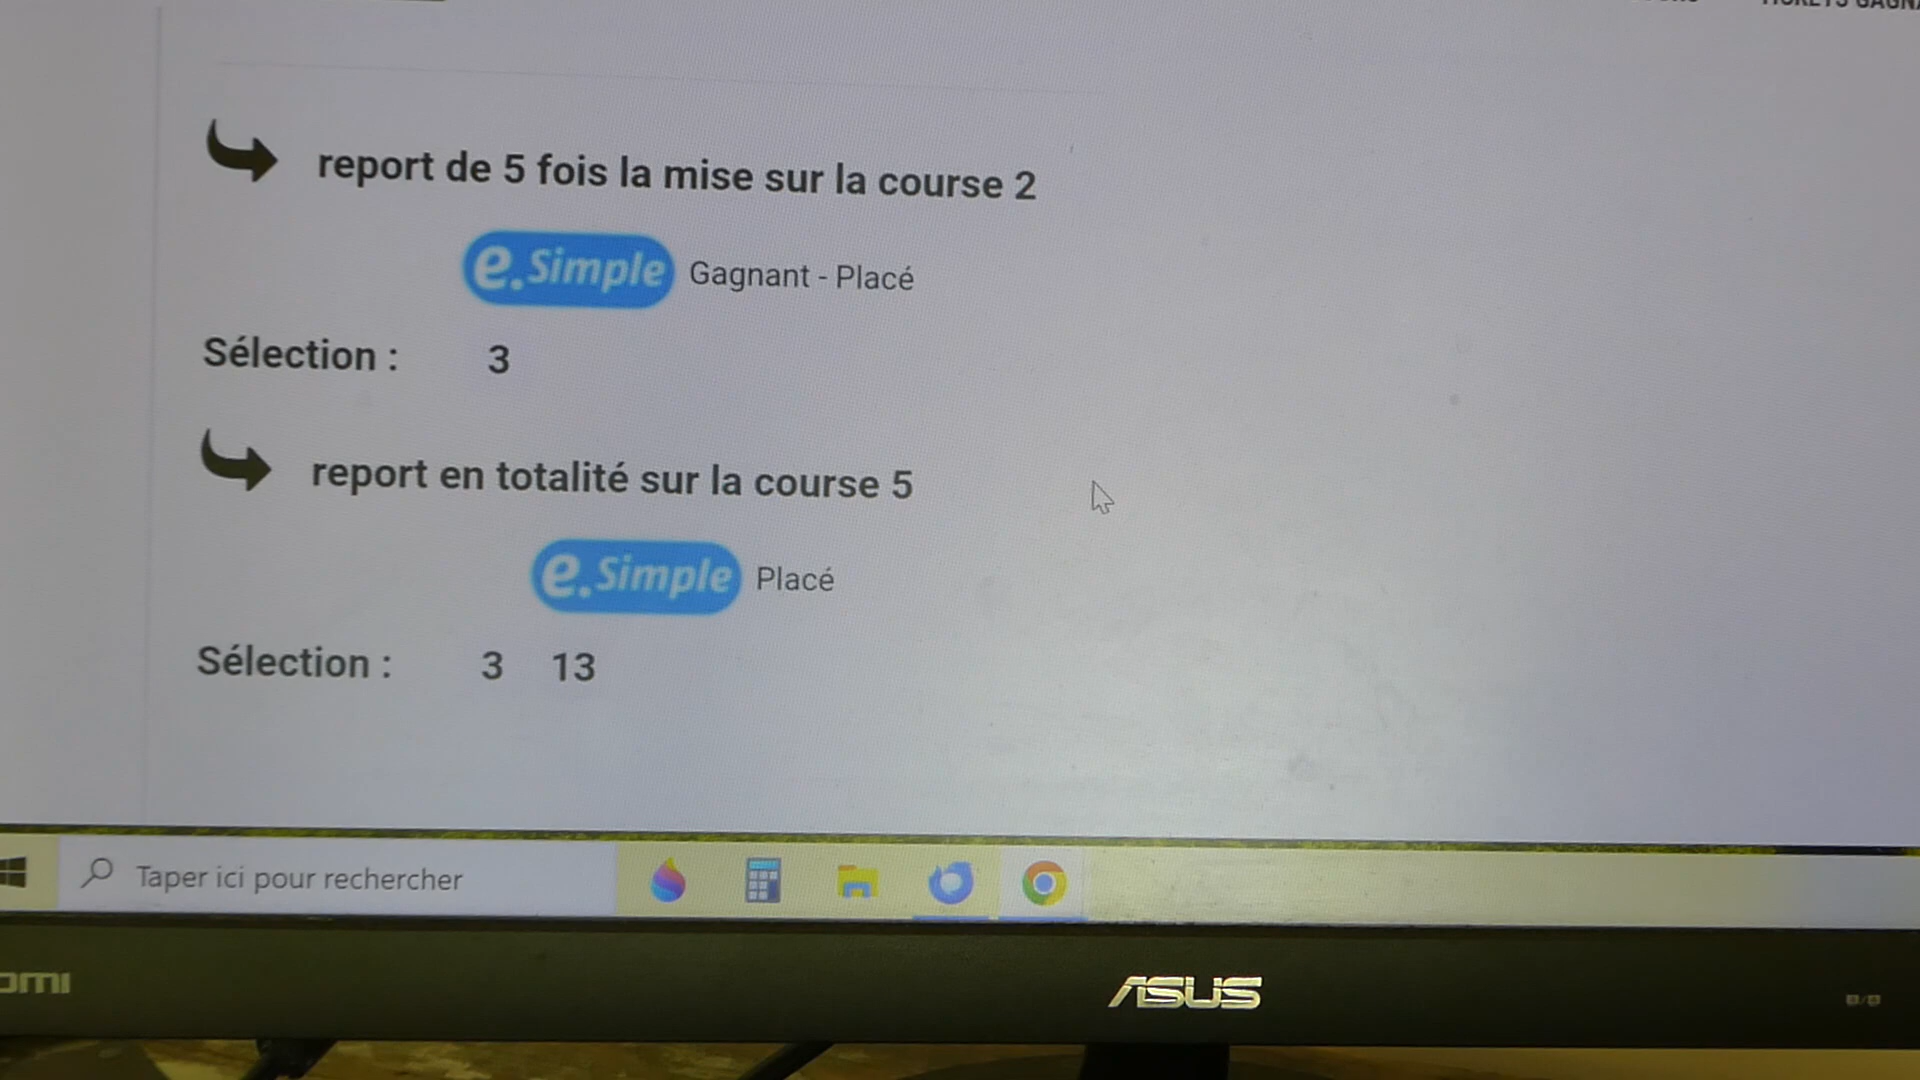 report de 5 fois la mise sur la course 2
e.Simple Gagnant - Placé
Sélection : 3
report en totalité sur la course 5
e.Simple Placé
Sélection : 3 13
Taper ici pour rechercher
ASUS